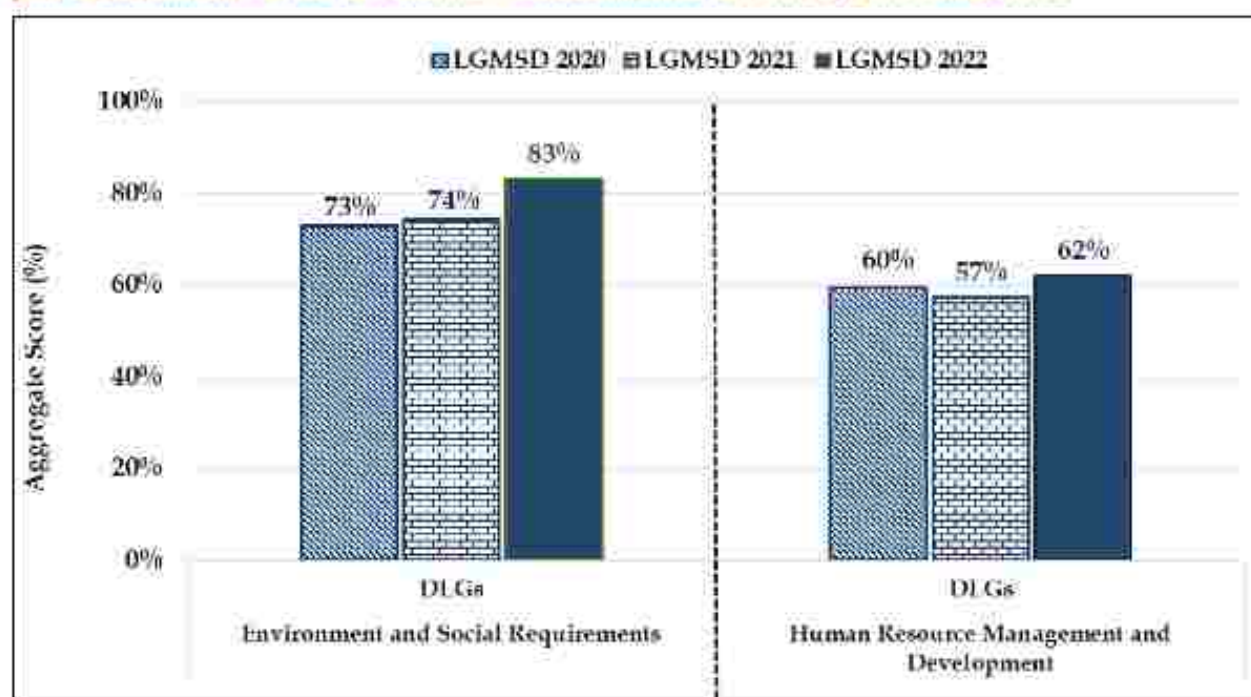 LGMSD 2020 LGMSD 2021 LGMSD 2022
100%
80%
60%
40%
20%
0%
Aggregate Score (%)
73%
74%
83%
60%
57%
62%
DLGs
DLGs
Environment and Social Requirements
Human Resource Management and
Development